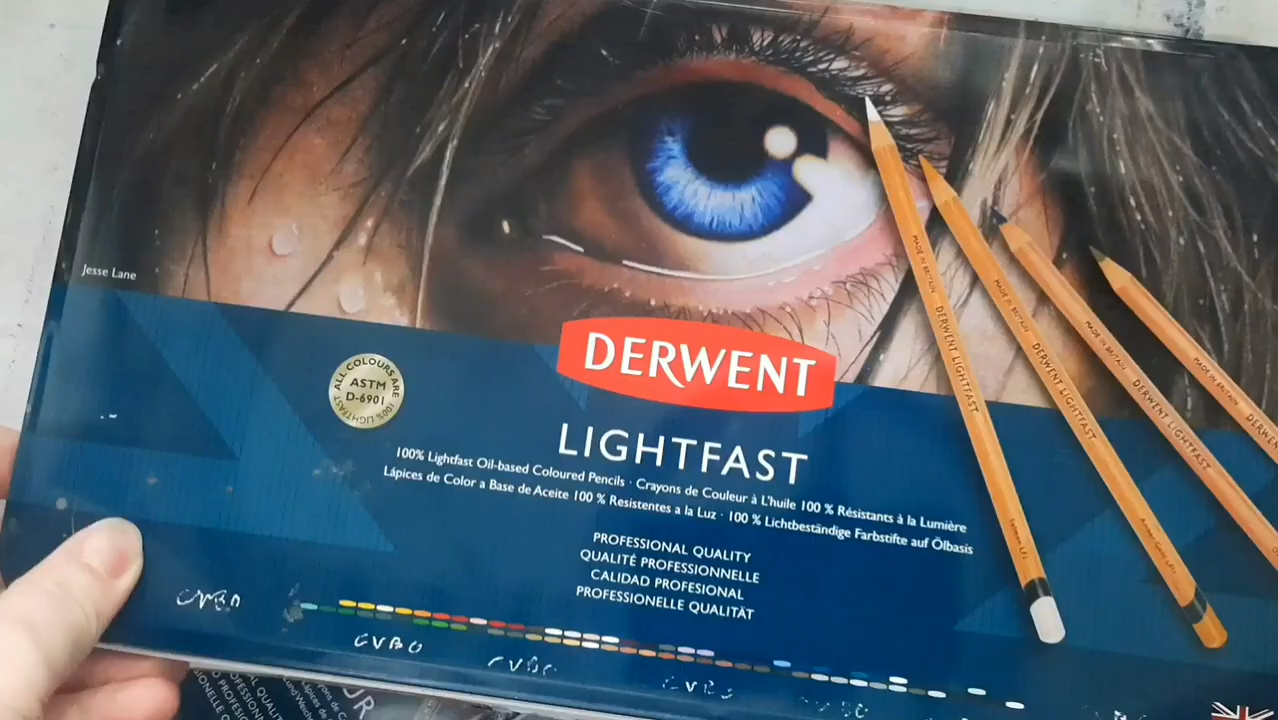 Jesse Lane
ALL COLOURS ARE
ASTM
D-6901
100% LIGHTFAST
DERWENT
LIGHTFAST
100% Lightfast Oil-based Coloured Pencils · Crayons de Couleur à L'huile 100 % Résistants à la Lumière
Lápices de Color a Base de Aceite 100 % Resistentes a la Luz · 100 % Lichtbeständige Farbstifte auf Ölbasis
PROFESSIONAL QUALITY
QUALITÉ PROFESSIONNELLE
CALIDAD PROFESIONAL
PROFESSIONELLE QUALITÄT
MADE IN BRITAIN DERWENT LIGHTFAST
MADE IN BRITAIN DERWENT LIGHTFAST
MADE IN BRITAIN DERWENT LIGHTFAST
MADE IN BRITAIN